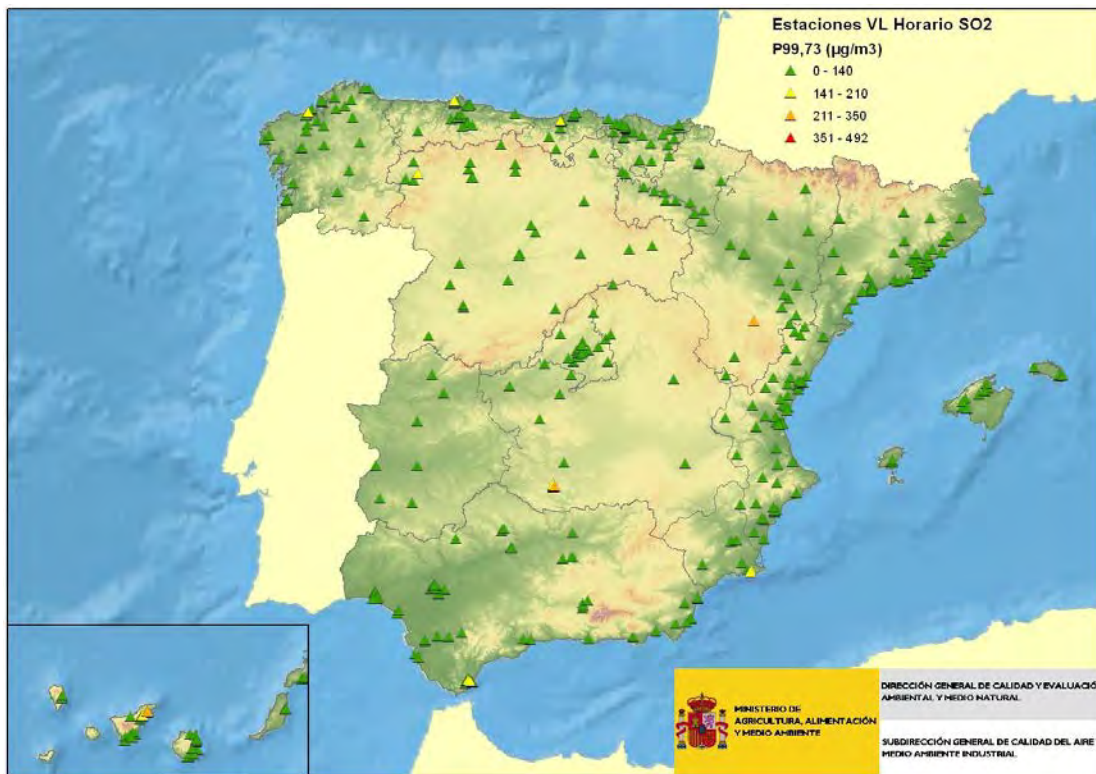 Estaciones VL Horario SO2
P99,73 (µg/m3)
0 - 140
141 - 210
211 - 350
351 - 492
MINISTERIO DE
AGRICULTURA, ALIMENTACIÓN
Y MEDIO AMBIENTE
DIRECCIÓN GENERAL DE CALIDAD Y EVALUACIÓ
AMBIENTAL Y MEDIO NATURAL
SUBDIRECCIÓN GENERAL DE CALIDAD DEL AIRE
MEDIO AMBIENTE INDUSTRIAL